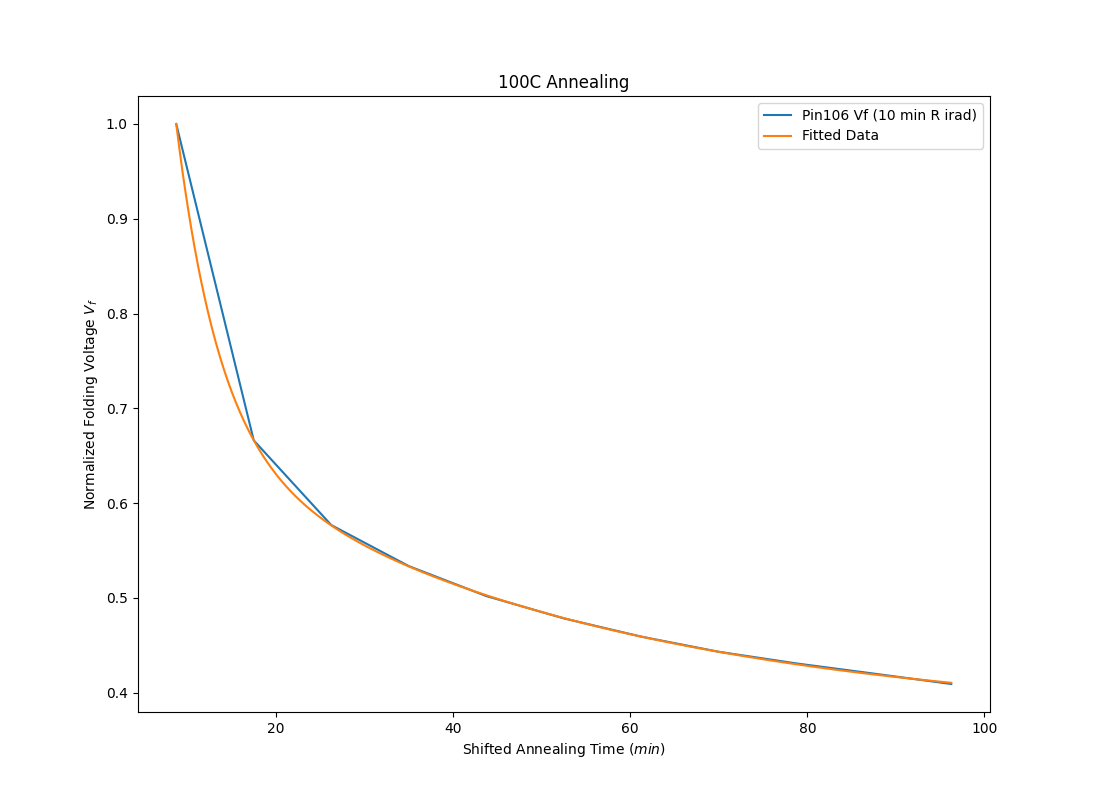 100C Annealing
Pin106 Vf (10 min R irad)
Fitted Data
1.0
0.9
0.8
0.7
0.6
0.5
0.4
Normalized Folding Voltage V_f
20
40
60
80
100
Shifted Annealing Time (min)